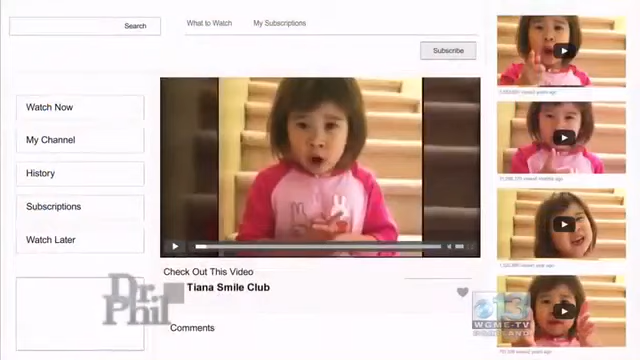 Search
What to Watch
My Subscriptions
Subscribe
Watch Now
My Channel
History
Subscriptions
Watch Later
Check Out This Video
Tiana Smile Club
Comments
Dr.
Phil
13
WGME-TV